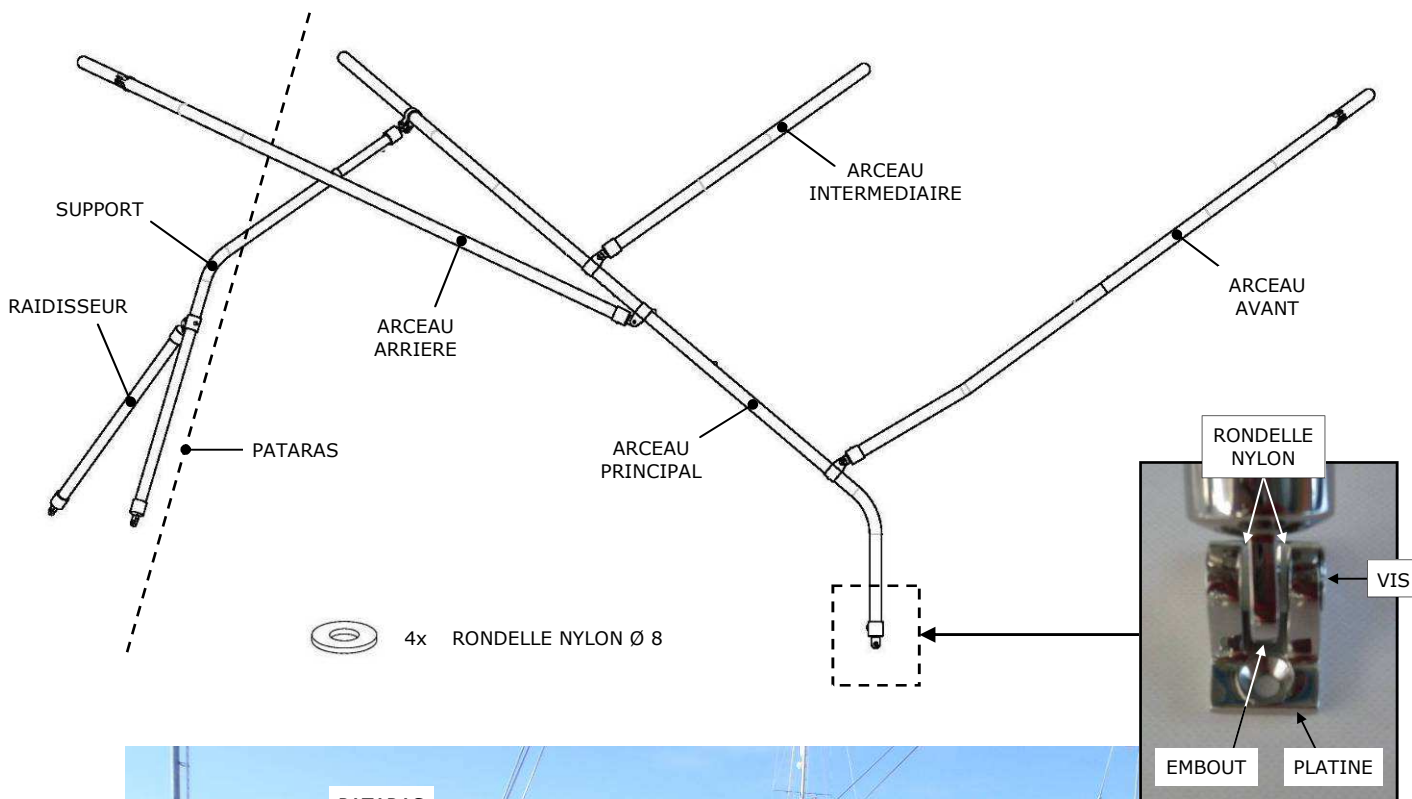 SUPPORT
RAIDISSEUR
ARCEAU
ARRIERE
PATARAS
ARCEAU
INTERMEDIAIRE
ARCEAU
AVANT
ARCEAU
PRINCIPAL
4x RONDELLE NYLON Ø 8
RONDELLE
NYLON
VIS
EMBOUT
PLATINE
PATARAS